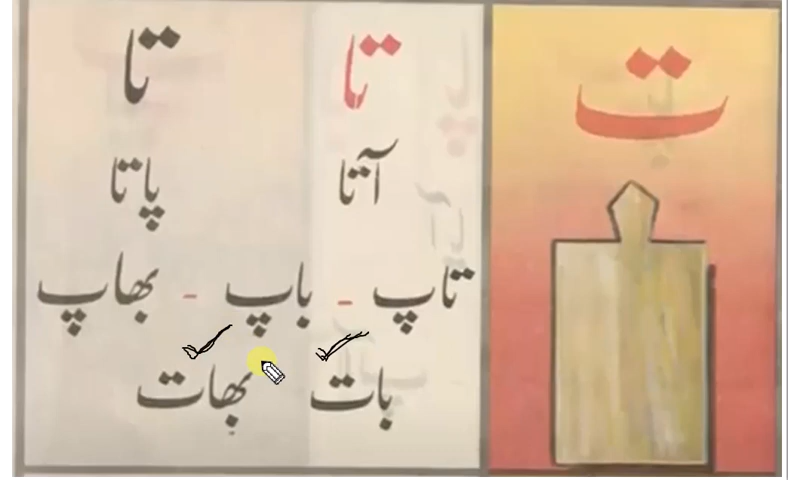 ت
تا تا
آتا پاتا
تاپ - باپ - بھاپ
بات بھات